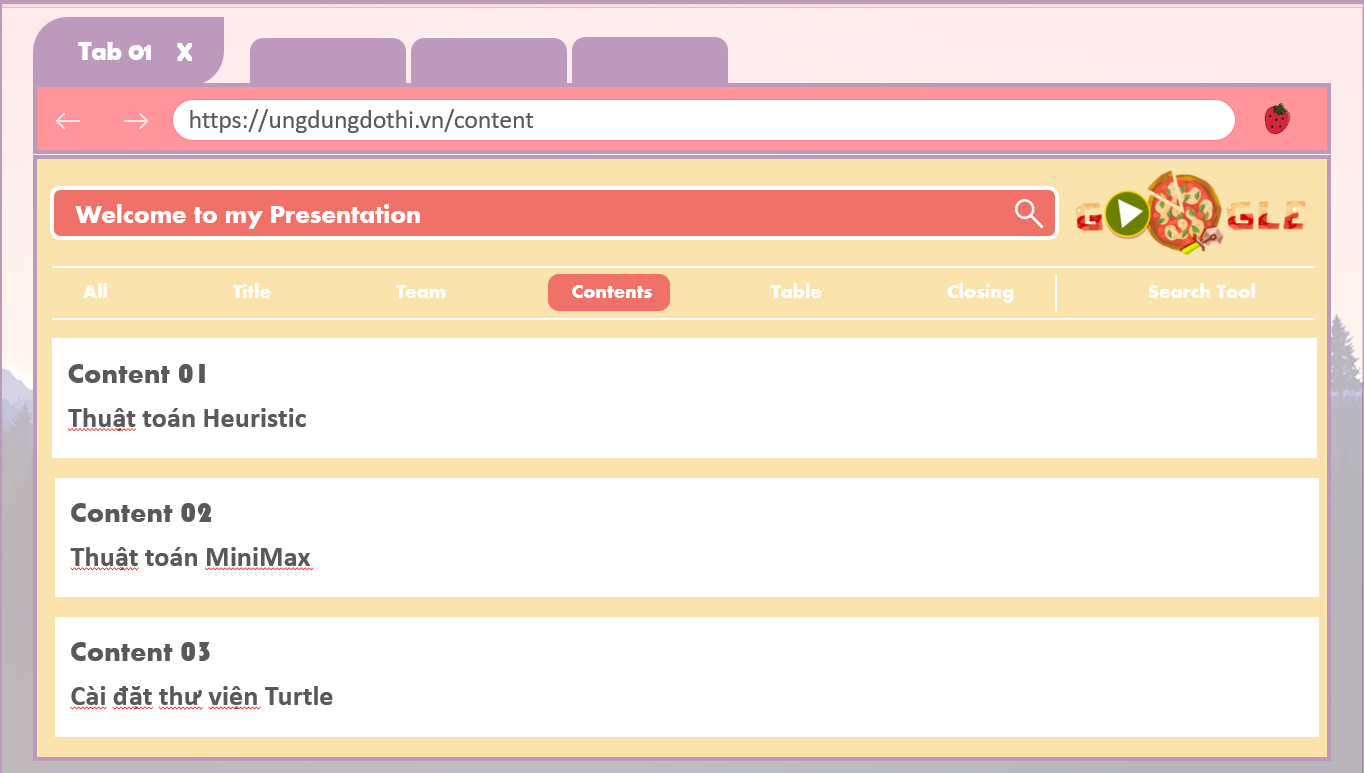 Tab 01 X
https://ungdungdothi.vn/content
Welcome to my Presentation
GOOGLE
All Title Team Contents Table Closing Search Tool
Content 01
Thuật toán Heuristic
Content 02
Thuật toán MiniMax
Content 03
Cài đặt thư viện Turtle